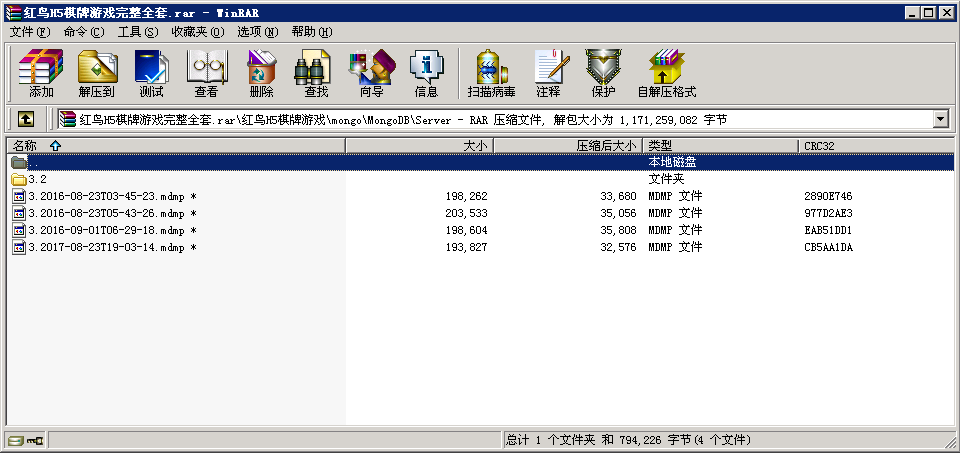 红鸟H5棋牌游戏完整全套.rar - WinRAR
文件(F) 命令(C) 工具(S) 收藏夹(O) 选项(N) 帮助(H)
添加 解压到 测试 查看 删除 查找 向导 信息 扫描病毒 注释 保护 自解压格式
红鸟H5棋牌游戏完整全套.rar\红鸟H5棋牌游戏\mongo\MongoDB\Server - RAR 压缩文件, 解包大小为 1,171,259,082 字节
名称 大小 压缩后大小 类型 CRC32
.. 本地磁盘
3.2 文件夹
3.2016-08-23T03-45-23.mdmp * 198,262 33,680 MDMP 文件 2890E746
3.2016-08-23T05-43-26.mdmp * 203,533 35,056 MDMP 文件 977D2AE3
3.2016-09-01T06-29-18.mdmp * 198,604 35,808 MDMP 文件 EAB51DD1
3.2017-08-23T19-03-14.mdmp * 193,827 32,576 MDMP 文件 CB5AA1DA
总计 1 个文件夹 和 794,226 字节(4 个文件)